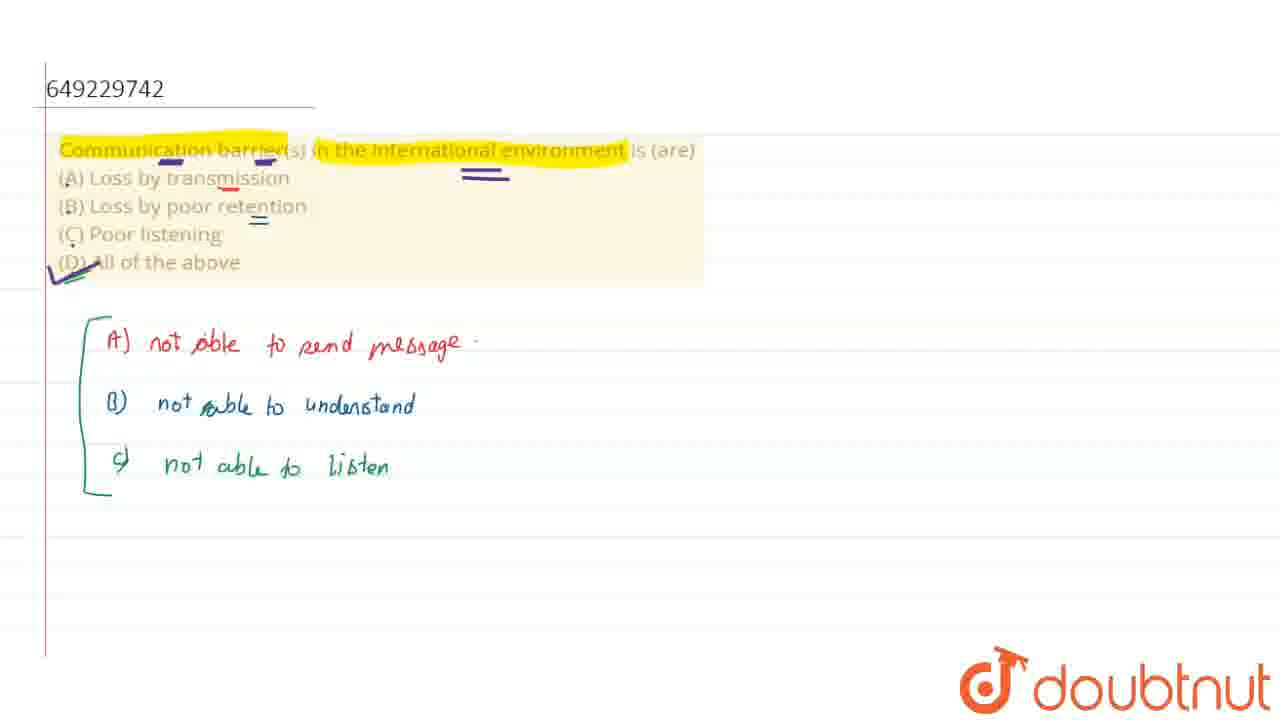 649229742
Communication barrier(s) in the international environment is (are)
(A) Loss by transmission
(B) Loss by poor retention
(C) Poor listening
(D) All of the above
A) not able to send message
B) not able to understand
C) not able to listen
doubtnut